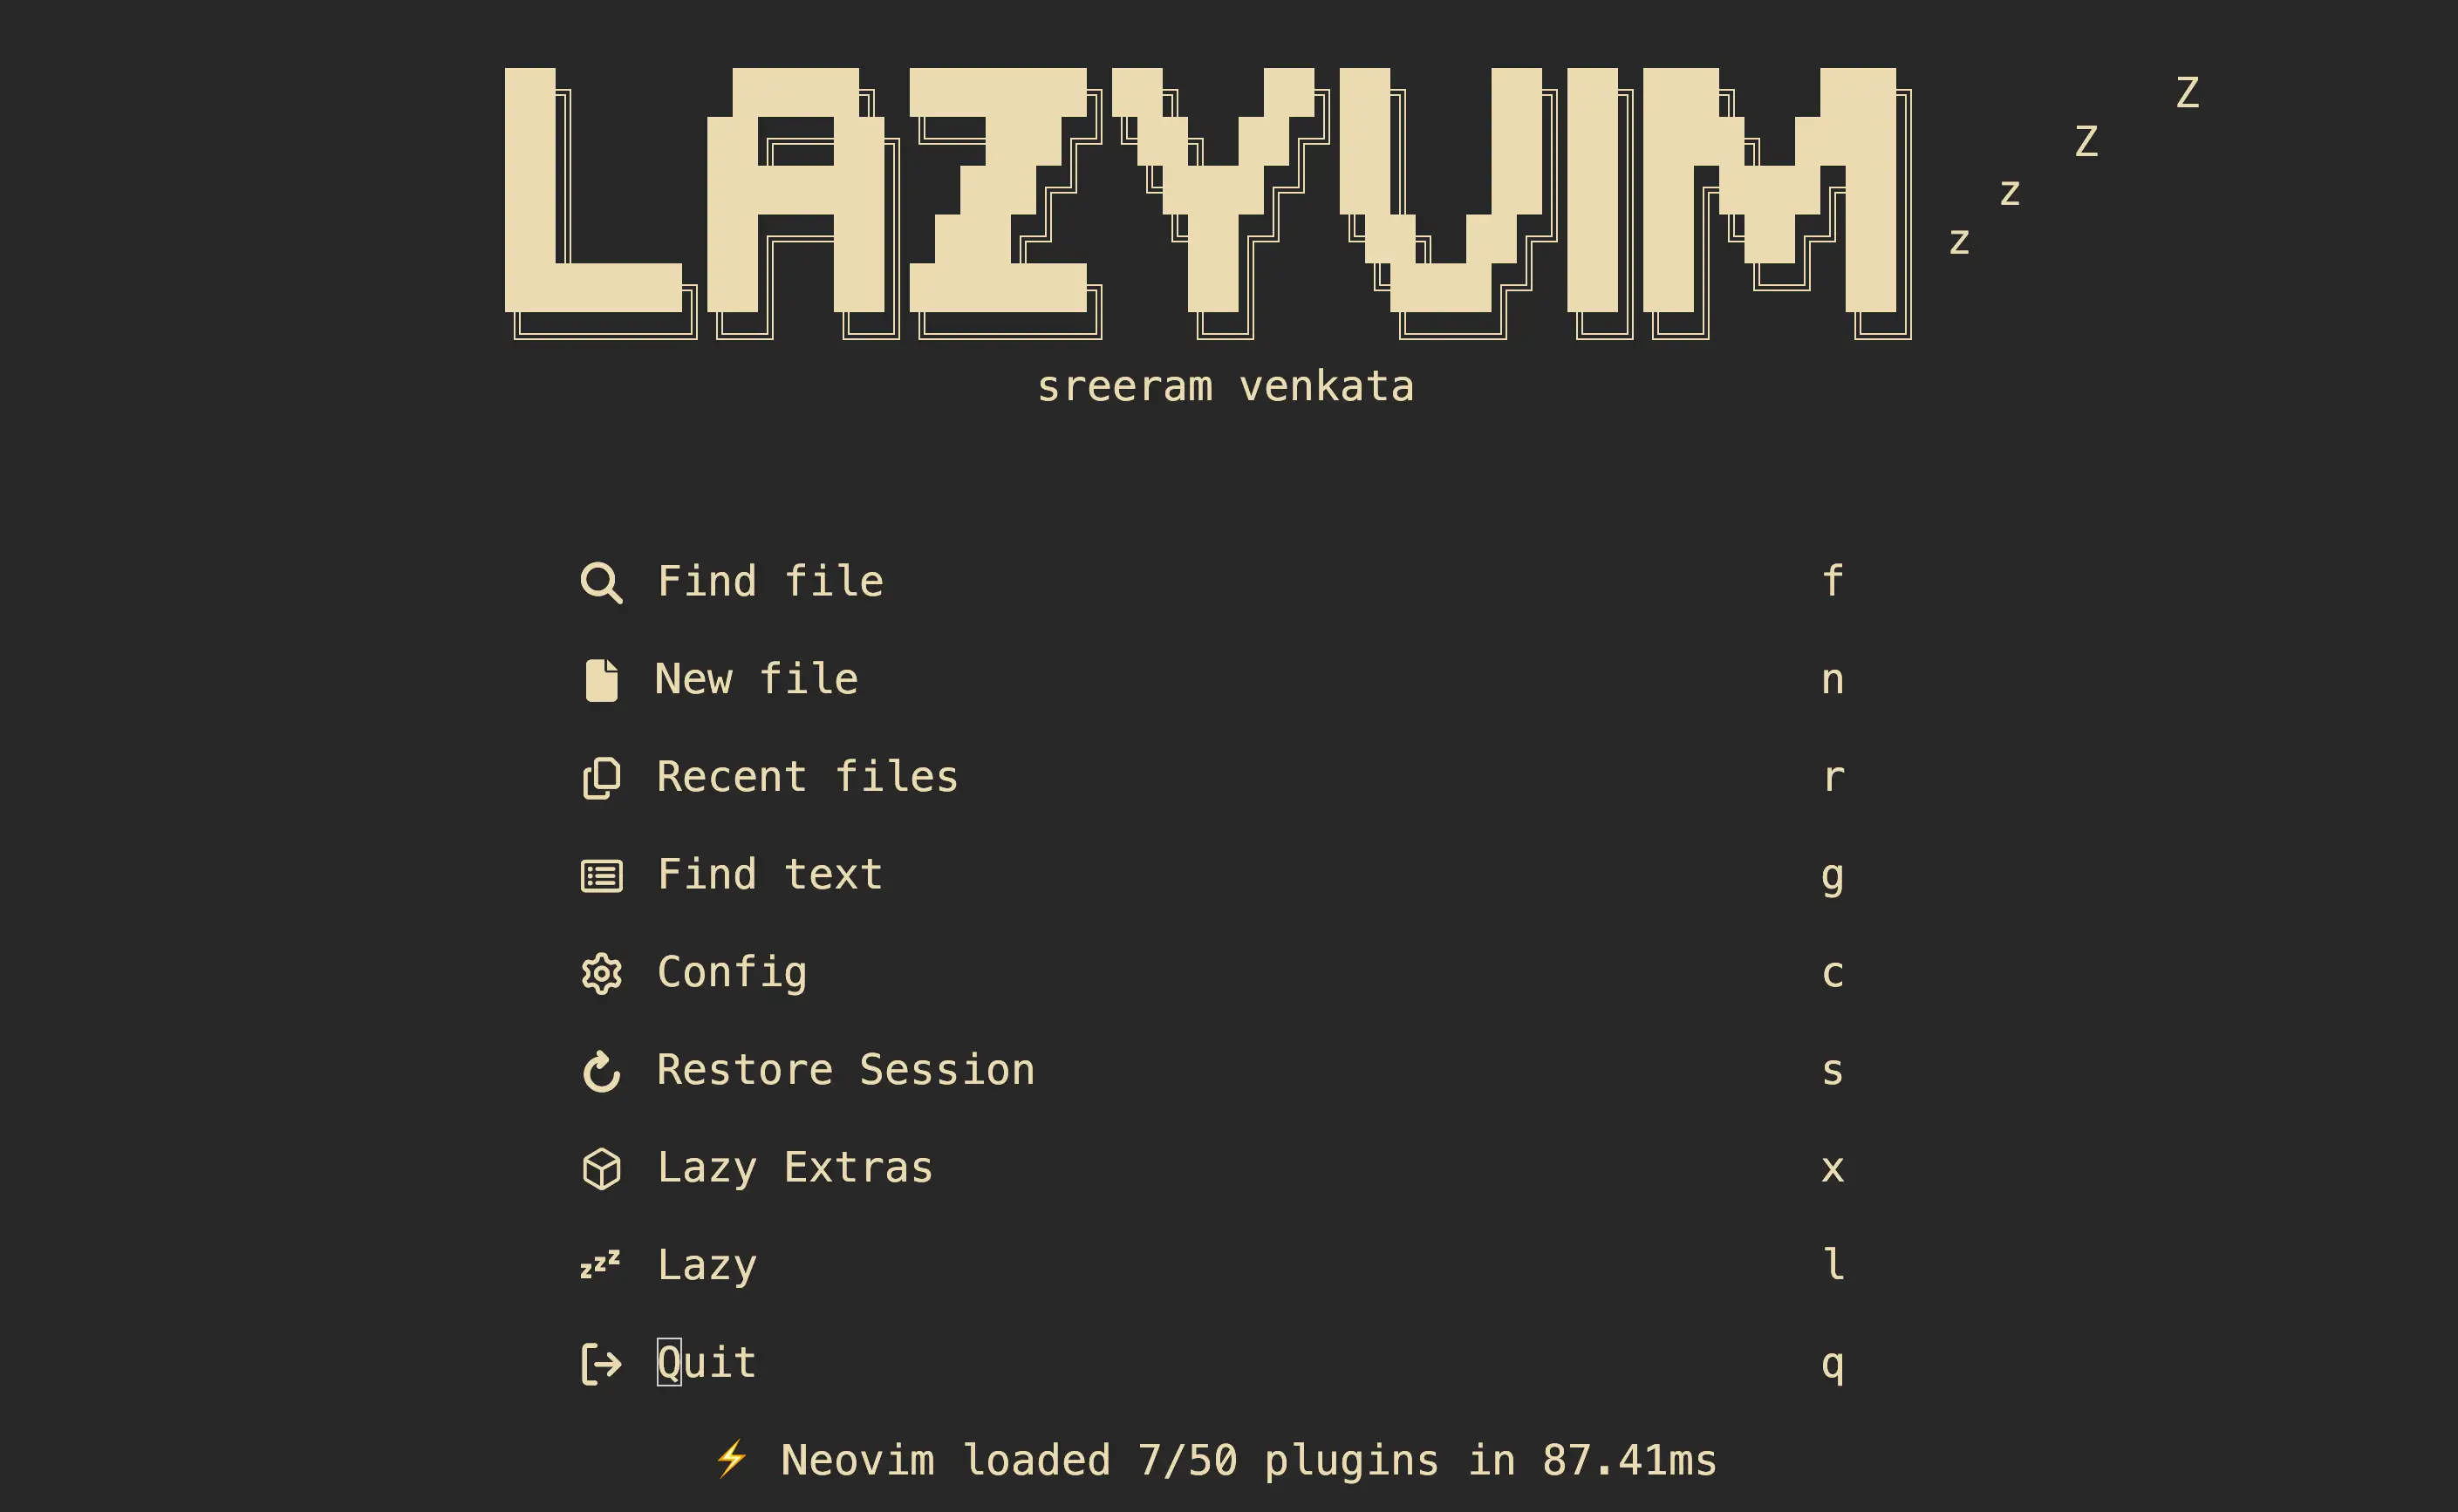 LAZYVIM Z
Z
z
z
sreeram venkata
Find file f
New file n
Recent files r
Find text g
Config c
Restore Session s
Lazy Extras x
zzz Lazy l
Quit q
⚡ Neovim loaded 7/50 plugins in 87.41ms